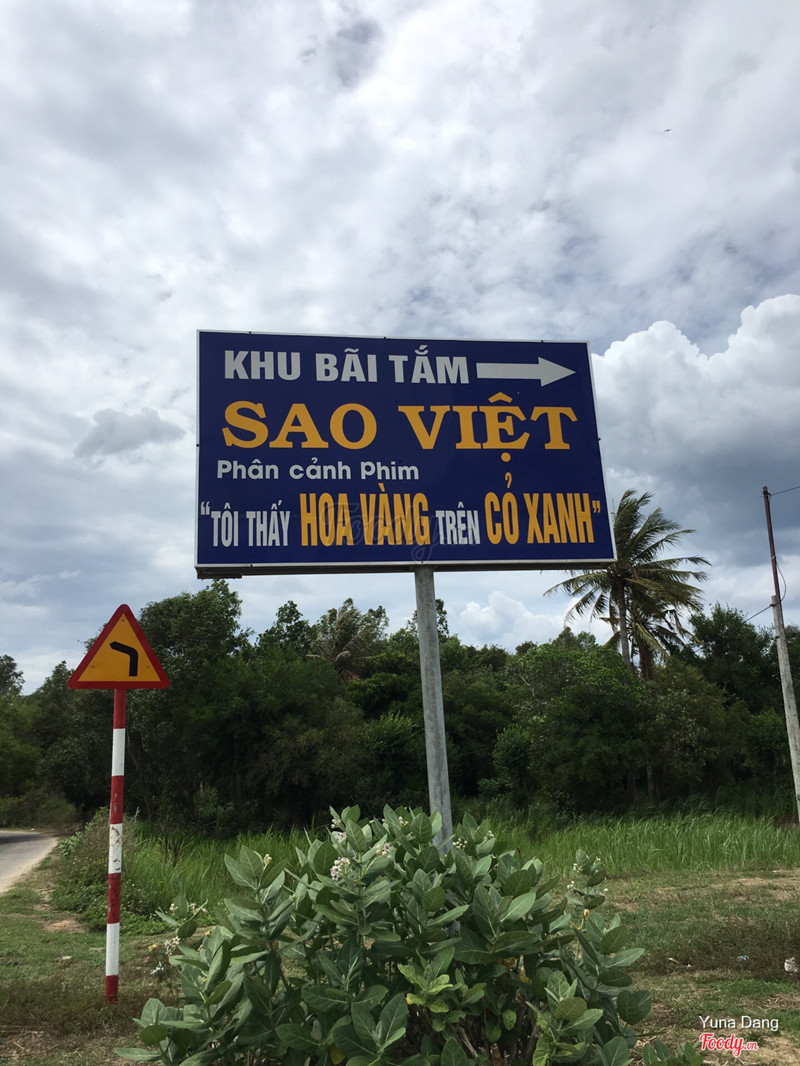 KHU BÃI TẮM
SAO VIỆT
Phân cảnh Phim
"TÔI THẤY HOA VÀNG TRÊN CỎ XANH"
Foody
Yuna Dang
Foody.vn